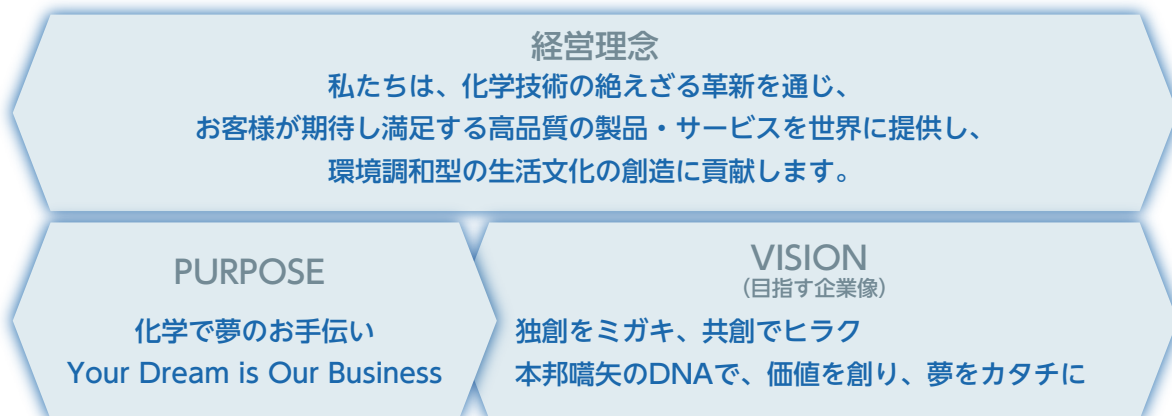 経営理念
私たちは、化学技術の絶えざる革新を通じ、
お客様が期待し満足する高品質の製品・サービスを世界に提供し、
環境調和型の生活文化の創造に貢献します。
PURPOSE
化学で夢のお手伝い
Your Dream is Our Business
VISION
(目指す企業像)
独創をミガキ、共創でヒラク
本邦嚆矢のDNAで、価値を創り、夢をカタチに